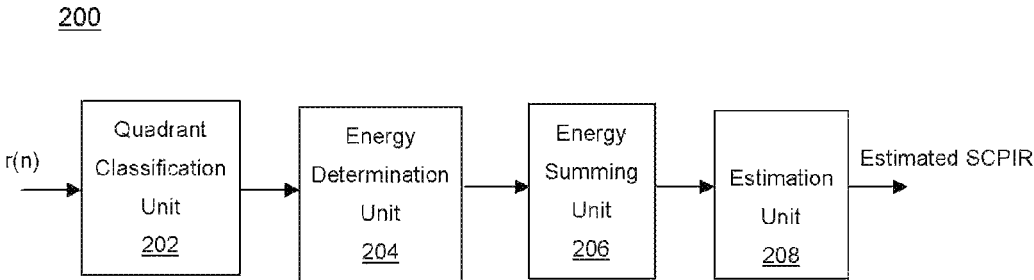 200
r(n)
Quadrant
Classification
Unit
202
Energy
Determination
Unit
204
Energy
Summing
Unit
206
Estimation
Unit
208
Estimated SCPIR